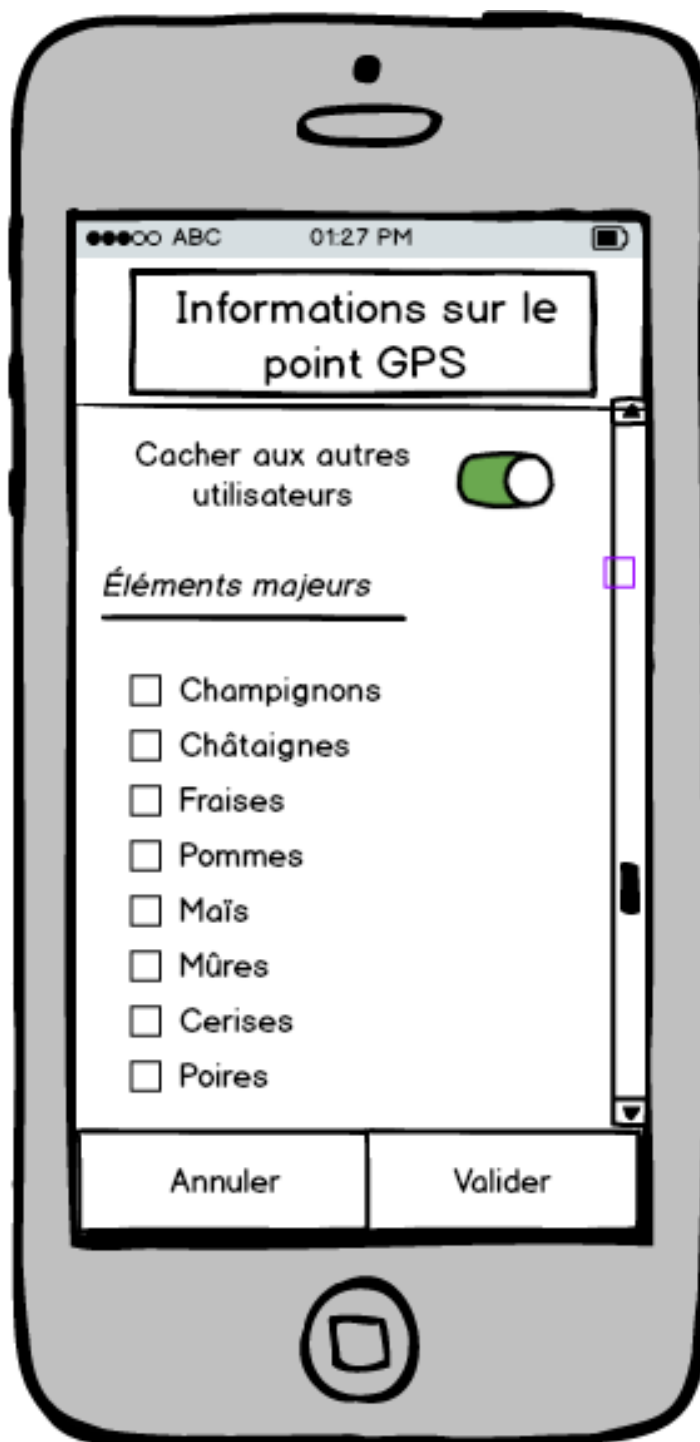 ABC 01:27 PM
Informations sur le
point GPS
Cacher aux autres
utilisateurs
Éléments majeurs
Champignons
Châtaignes
Fraises
Pommes
Maïs
Mûres
Cerises
Poires
Annuler Valider